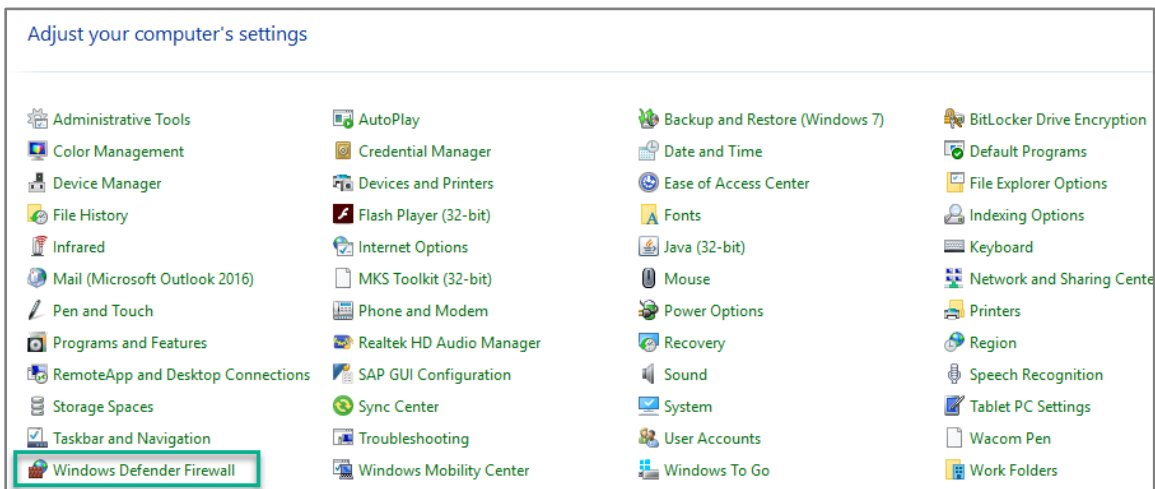 Adjust your computer's settings
Administrative Tools
AutoPlay
Backup and Restore (Windows 7)
BitLocker Drive Encryption
Color Management
Credential Manager
Date and Time
Default Programs
Device Manager
Devices and Printers
Ease of Access Center
File Explorer Options
File History
Flash Player (32-bit)
Fonts
Indexing Options
Infrared
Internet Options
Java (32-bit)
Keyboard
Mail (Microsoft Outlook 2016)
MKS Toolkit (32-bit)
Mouse
Network and Sharing Cente
Pen and Touch
Phone and Modem
Power Options
Printers
Programs and Features
Realtek HD Audio Manager
Recovery
Region
RemoteApp and Desktop Connections
SAP GUI Configuration
Sound
Speech Recognition
Storage Spaces
Sync Center
System
Tablet PC Settings
Taskbar and Navigation
Troubleshooting
User Accounts
Wacom Pen
Windows Defender Firewall
Windows Mobility Center
Windows To Go
Work Folders